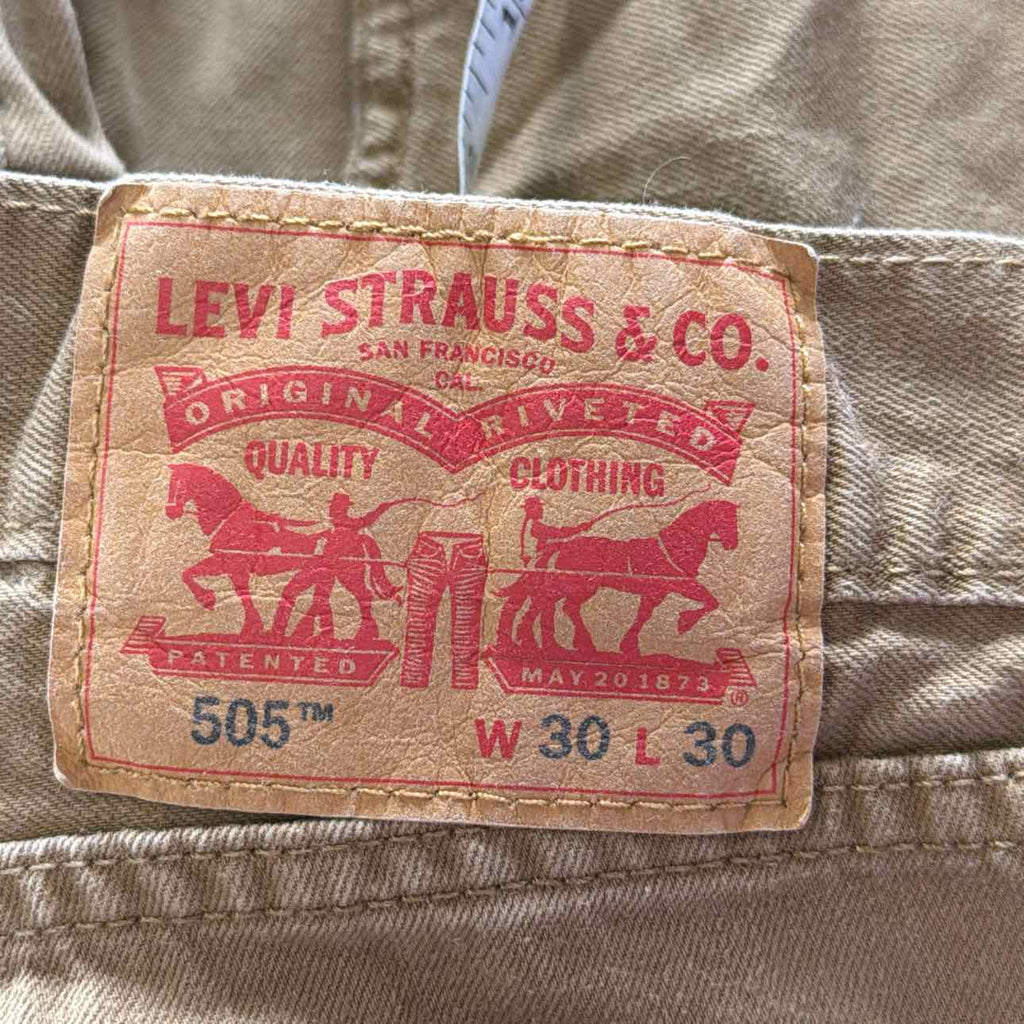 LEVI STRAUSS & CO.
SAN FRANCISCO
CAL.
ORIGINAL RIVETED
QUALITY CLOTHING
PATENTED MAY 20 1873 ®
505™ W 30 L 30